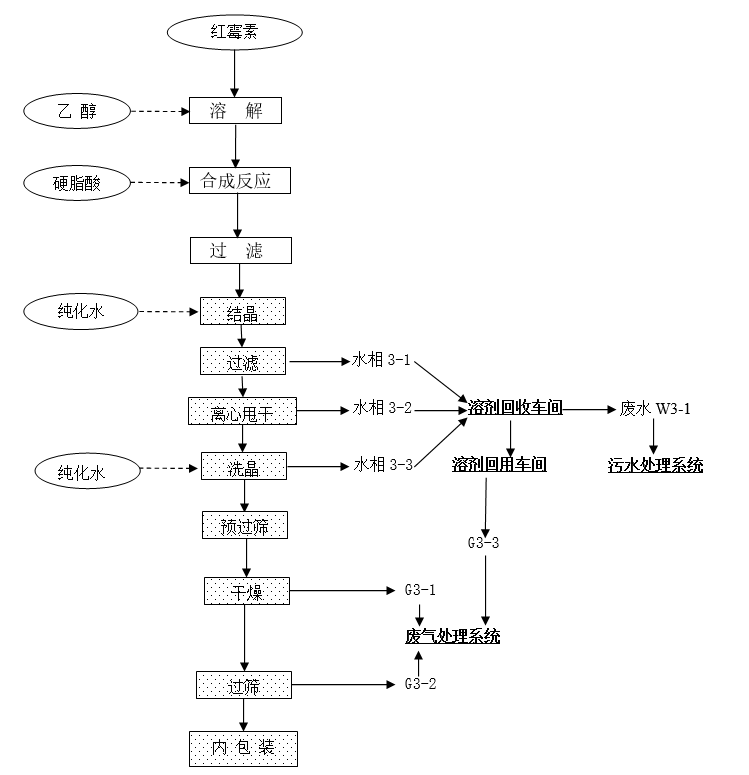 红霉素
乙 醇
溶 解
硬脂酸
合成反应
过 滤
纯化水
结晶
过滤
水相 3-1
离心甩干
水相 3-2
溶剂回收车间
废水 W3-1
纯化水
洗晶
水相 3-3
溶剂回用车间
污水处理系统
预过筛
G3-3
干燥
G3-1
废气处理系统
过筛
G3-2
内 包 装